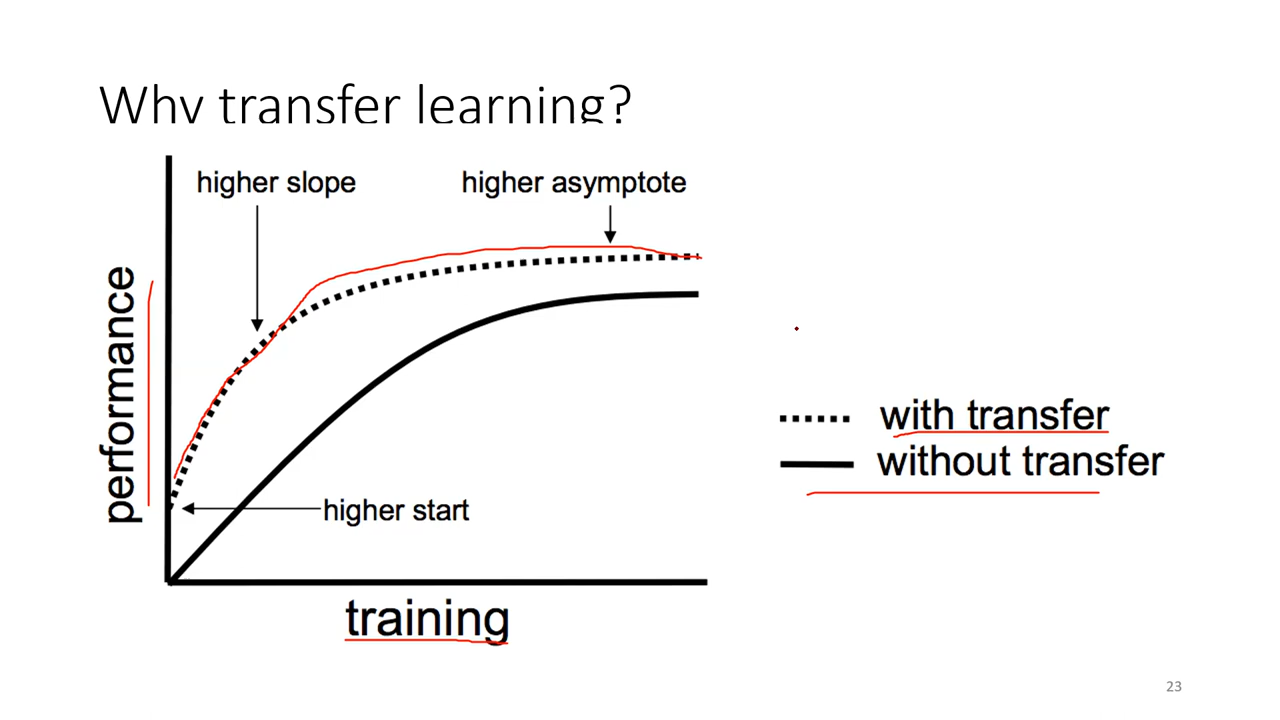 Why transfer learning?
higher slope
higher asymptote
performance
with transfer
without transfer
higher start
training
23